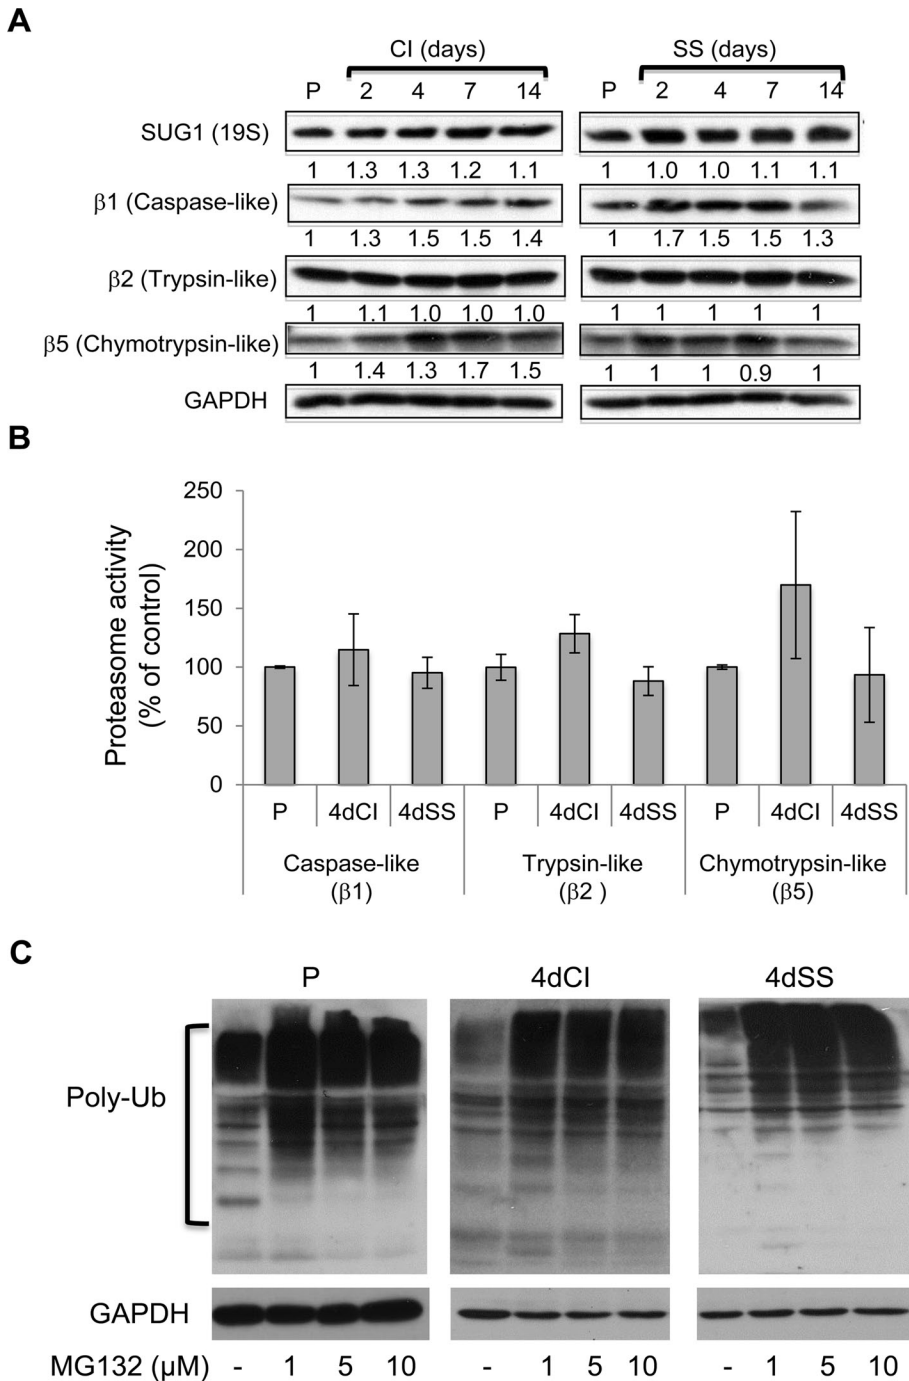 A
CI (days)
SS (days)
P 2 4 7 14
P 2 4 7 14
SUG1 (19S)
1 1.3 1.3 1.2 1.1
1 1.0 1.0 1.1 1.1
β1 (Caspase-like)
1 1.3 1.5 1.5 1.4
1 1.7 1.5 1.5 1.3
β2 (Trypsin-like)
1 1.1 1.0 1.0 1.0
1 1 1 1 1
β5 (Chymotrypsin-like)
1 1.4 1.3 1.7 1.5
1 1 1 0.9 1
GAPDH
B
Proteasome activity
(% of control)
250
200
150
100
50
0
P 4dCI 4dSS P 4dCI 4dSS P 4dCI 4dSS
Caspase-like
(β1)
Trypsin-like
(β2 )
Chymotrypsin-like
(β5)
C
P
4dCI
4dSS
Poly-Ub
GAPDH
MG132 (μM) - 1 5 10 - 1 5 10 - 1 5 10